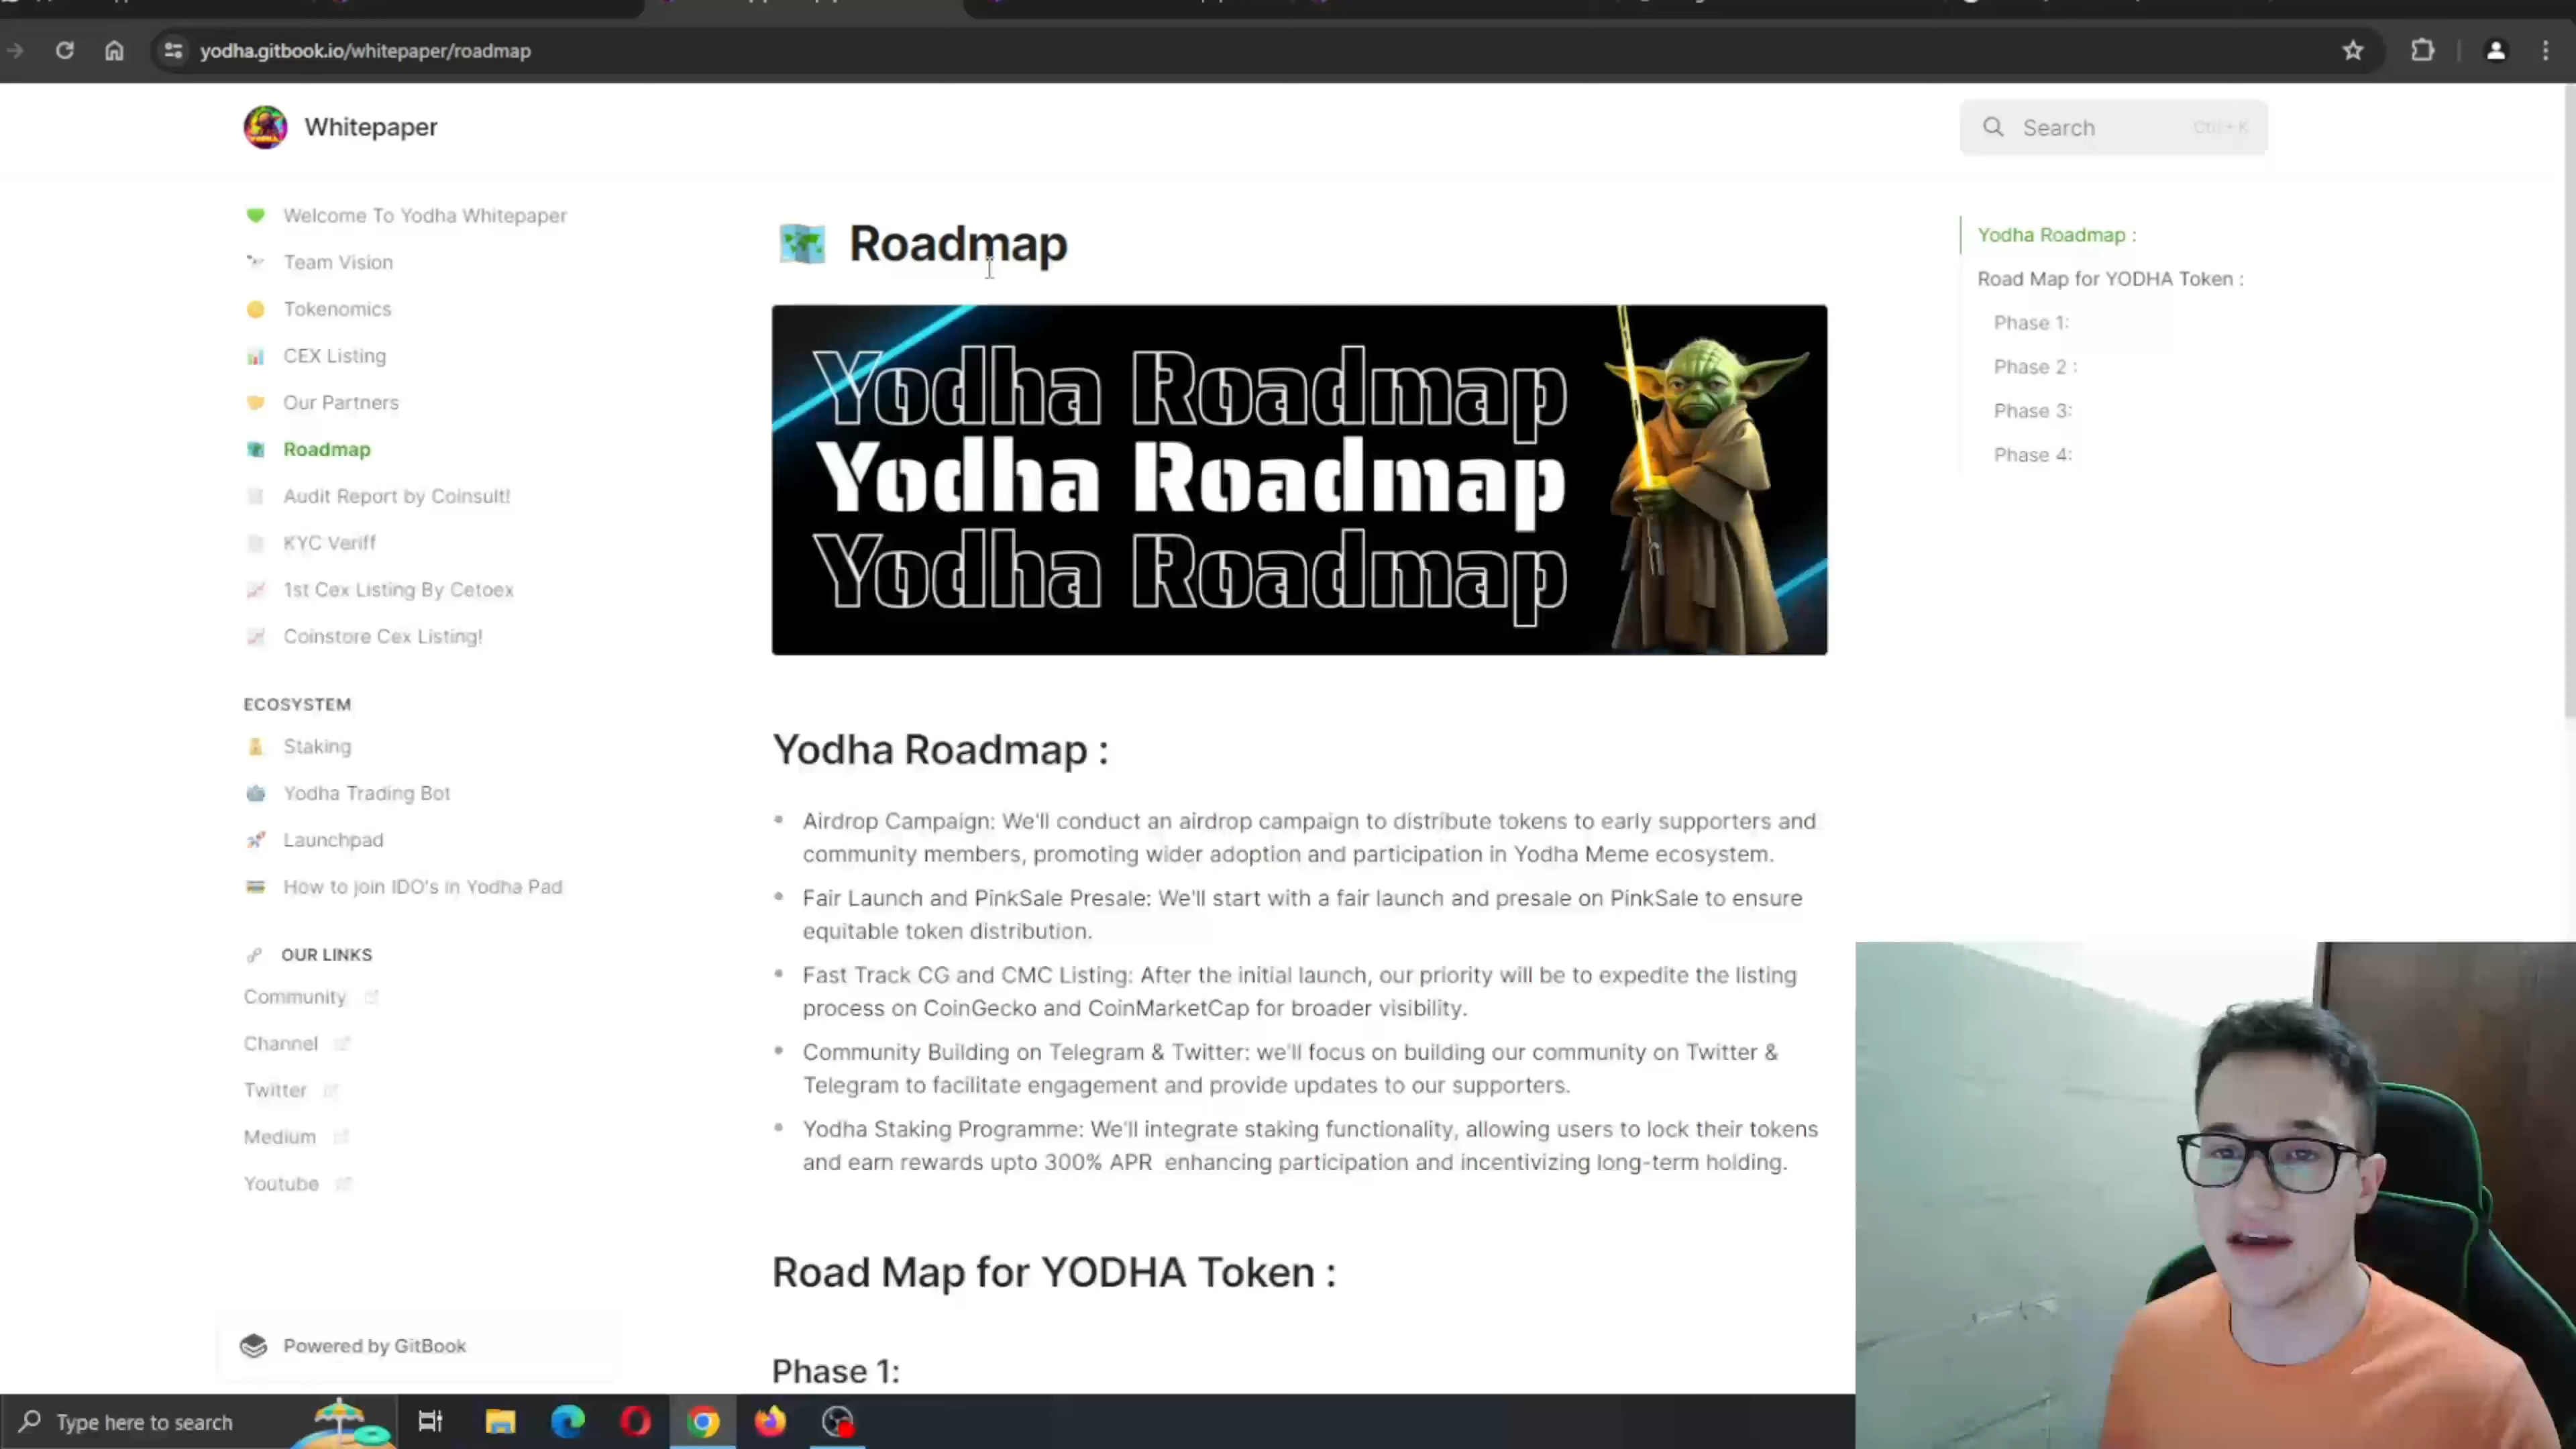 yodha.gitbook.io/whitepaper/roadmap
Whitepaper
Search
Ctrl + K
Welcome To Yodha Whitepaper
Team Vision
Tokenomics
CEX Listing
Our Partners
Roadmap
Audit Report by Coinsult!
KYC Veriff
1st Cex Listing By Cetoex
Coinstore Cex Listing!
ECOSYSTEM
Staking
Yodha Trading Bot
Launchpad
How to join IDO's in Yodha Pad
OUR LINKS
Community
Channel
Twitter
Medium
Youtube
Powered by GitBook
Roadmap
Yodha Roadmap
Yodha Roadmap
Yodha Roadmap
Yodha Roadmap :
Airdrop Campaign: We'll conduct an airdrop campaign to distribute tokens to early supporters and
community members, promoting wider adoption and participation in Yodha Meme ecosystem.
Fair Launch and PinkSale Presale: We'll start with a fair launch and presale on PinkSale to ensure
equitable token distribution.
Fast Track CG and CMC Listing: After the initial launch, our priority will be to expedite the listing
process on CoinGecko and CoinMarketCap for broader visibility.
Community Building on Telegram & Twitter: we'll focus on building our community on Twitter &
Telegram to facilitate engagement and provide updates to our supporters.
Yodha Staking Programme: We'll integrate staking functionality, allowing users to lock their tokens
and earn rewards upto 300% APR enhancing participation and incentivizing long-term holding.
Road Map for YODHA Token :
Phase 1:
Yodha Roadmap :
Road Map for YODHA Token :
Phase 1:
Phase 2 :
Phase 3:
Phase 4:
Type here to search